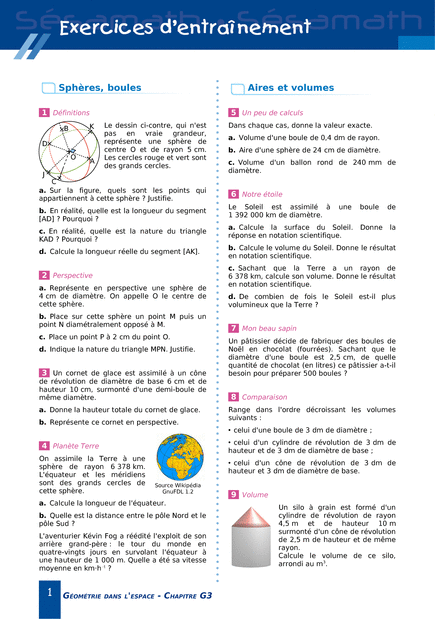 Exercices d'entraînement
Sphères, boules
1 Définitions
B
K
D
O
A
J
C
Le dessin ci-contre, qui n'est
pas en vraie grandeur,
représente une sphère de
centre O et de rayon 5 cm.
Les cercles rouge et vert sont
des grands cercles.
a. Sur la figure, quels sont les points qui
appartiennent à cette sphère ? Justifie.
b. En réalité, quelle est la longueur du segment
[AD] ? Pourquoi ?
c. En réalité, quelle est la nature du triangle
KAD ? Pourquoi ?
d. Calcule la longueur réelle du segment [AK].
2 Perspective
a. Représente en perspective une sphère de
4 cm de diamètre. On appelle O le centre de
cette sphère.
b. Place sur cette sphère un point M puis un
point N diamétralement opposé à M.
c. Place un point P à 2 cm du point O.
d. Indique la nature du triangle MPN. Justifie.
3 Un cornet de glace est assimilé à un cône
de révolution de diamètre de base 6 cm et de
hauteur 10 cm, surmonté d'une demi-boule de
même diamètre.
a. Donne la hauteur totale du cornet de glace.
b. Représente ce cornet en perspective.
4 Planète Terre
On assimile la Terre à une
sphère de rayon 6 378 km.
L'équateur et les méridiens
sont des grands cercles de
cette sphère.
Source Wikipédia
GnuFDL 1.2
a. Calcule la longueur de l'équateur.
b. Quelle est la distance entre le pôle Nord et le
pôle Sud ?
L'aventurier Kévin Fog a réédité l'exploit de son
arrière grand-père : le tour du monde en
quatre-vingts jours en survolant l'équateur à
une hauteur de 1 000 m. Quelle a été sa vitesse
moyenne en km·h⁻¹ ?
Aires et volumes
5 Un peu de calculs
Dans chaque cas, donne la valeur exacte.
a. Volume d'une boule de 0,4 dm de rayon.
b. Aire d'une sphère de 24 cm de diamètre.
c. Volume d'un ballon rond de 240 mm de
diamètre.
6 Notre étoile
Le Soleil est assimilé à une boule de
1 392 000 km de diamètre.
a. Calcule la surface du Soleil. Donne la
réponse en notation scientifique.
b. Calcule le volume du Soleil. Donne le résultat
en notation scientifique.
c. Sachant que la Terre a un rayon de
6 378 km, calcule son volume. Donne le résultat
en notation scientifique.
d. De combien de fois le Soleil est-il plus
volumineux que la Terre ?
7 Mon beau sapin
Un pâtissier décide de fabriquer des boules de
Noël en chocolat (fourrées). Sachant que le
diamètre d'une boule est 2,5 cm, de quelle
quantité de chocolat (en litres) ce pâtissier a-t-il
besoin pour préparer 500 boules ?
8 Comparaison
Range dans l'ordre décroissant les volumes
suivants :
• celui d'une boule de 3 dm de diamètre ;
• celui d'un cylindre de révolution de 3 dm de
hauteur et de 3 dm de diamètre de base ;
• celui d'un cône de révolution de 3 dm de
hauteur et 3 dm de diamètre de base.
9 Volume
Un silo à grain est formé d'un
cylindre de révolution de rayon
4,5 m et de hauteur 10 m
surmonté d'un cône de révolution
de 2,5 m de hauteur et de même
rayon.
Calcule le volume de ce silo,
arrondi au m³.
1 GÉOMÉTRIE DANS L'ESPACE - CHAPITRE G3